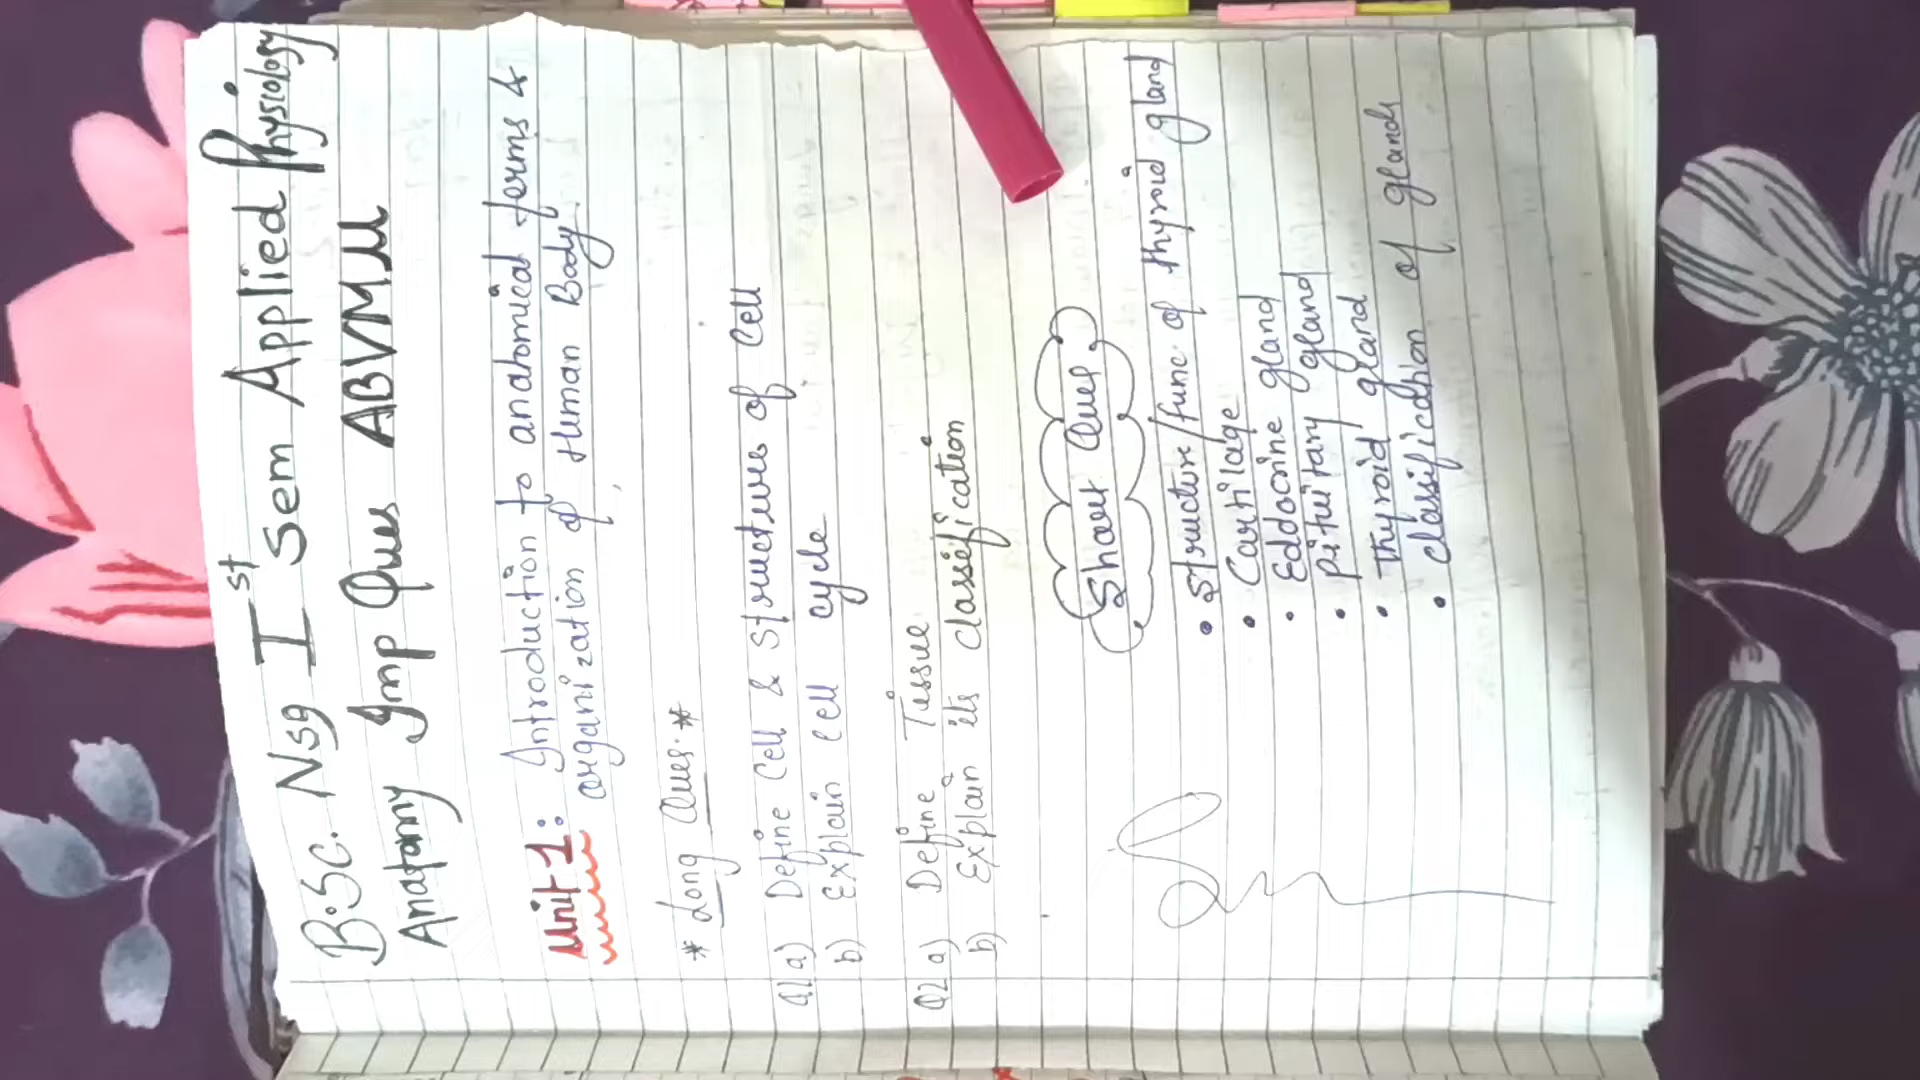 B.Sc. Nsg Ist Sem Applied Physiology
Anatomy Imp Ques ABVMU
Unit 1: Introduction to anatomical terms &
organization of Human Body.
* Long Ques. *
Q1 a) Define Cell & structures of cell
b) Explain cell cycle
Q2 a) Define Tissue
b) Explain its classification
Short Ques
• Structure/func. of thyroid gland
• Cartilage
• Edocrine gland
• pituitary gland
• Thyroid gland
• classification of glands